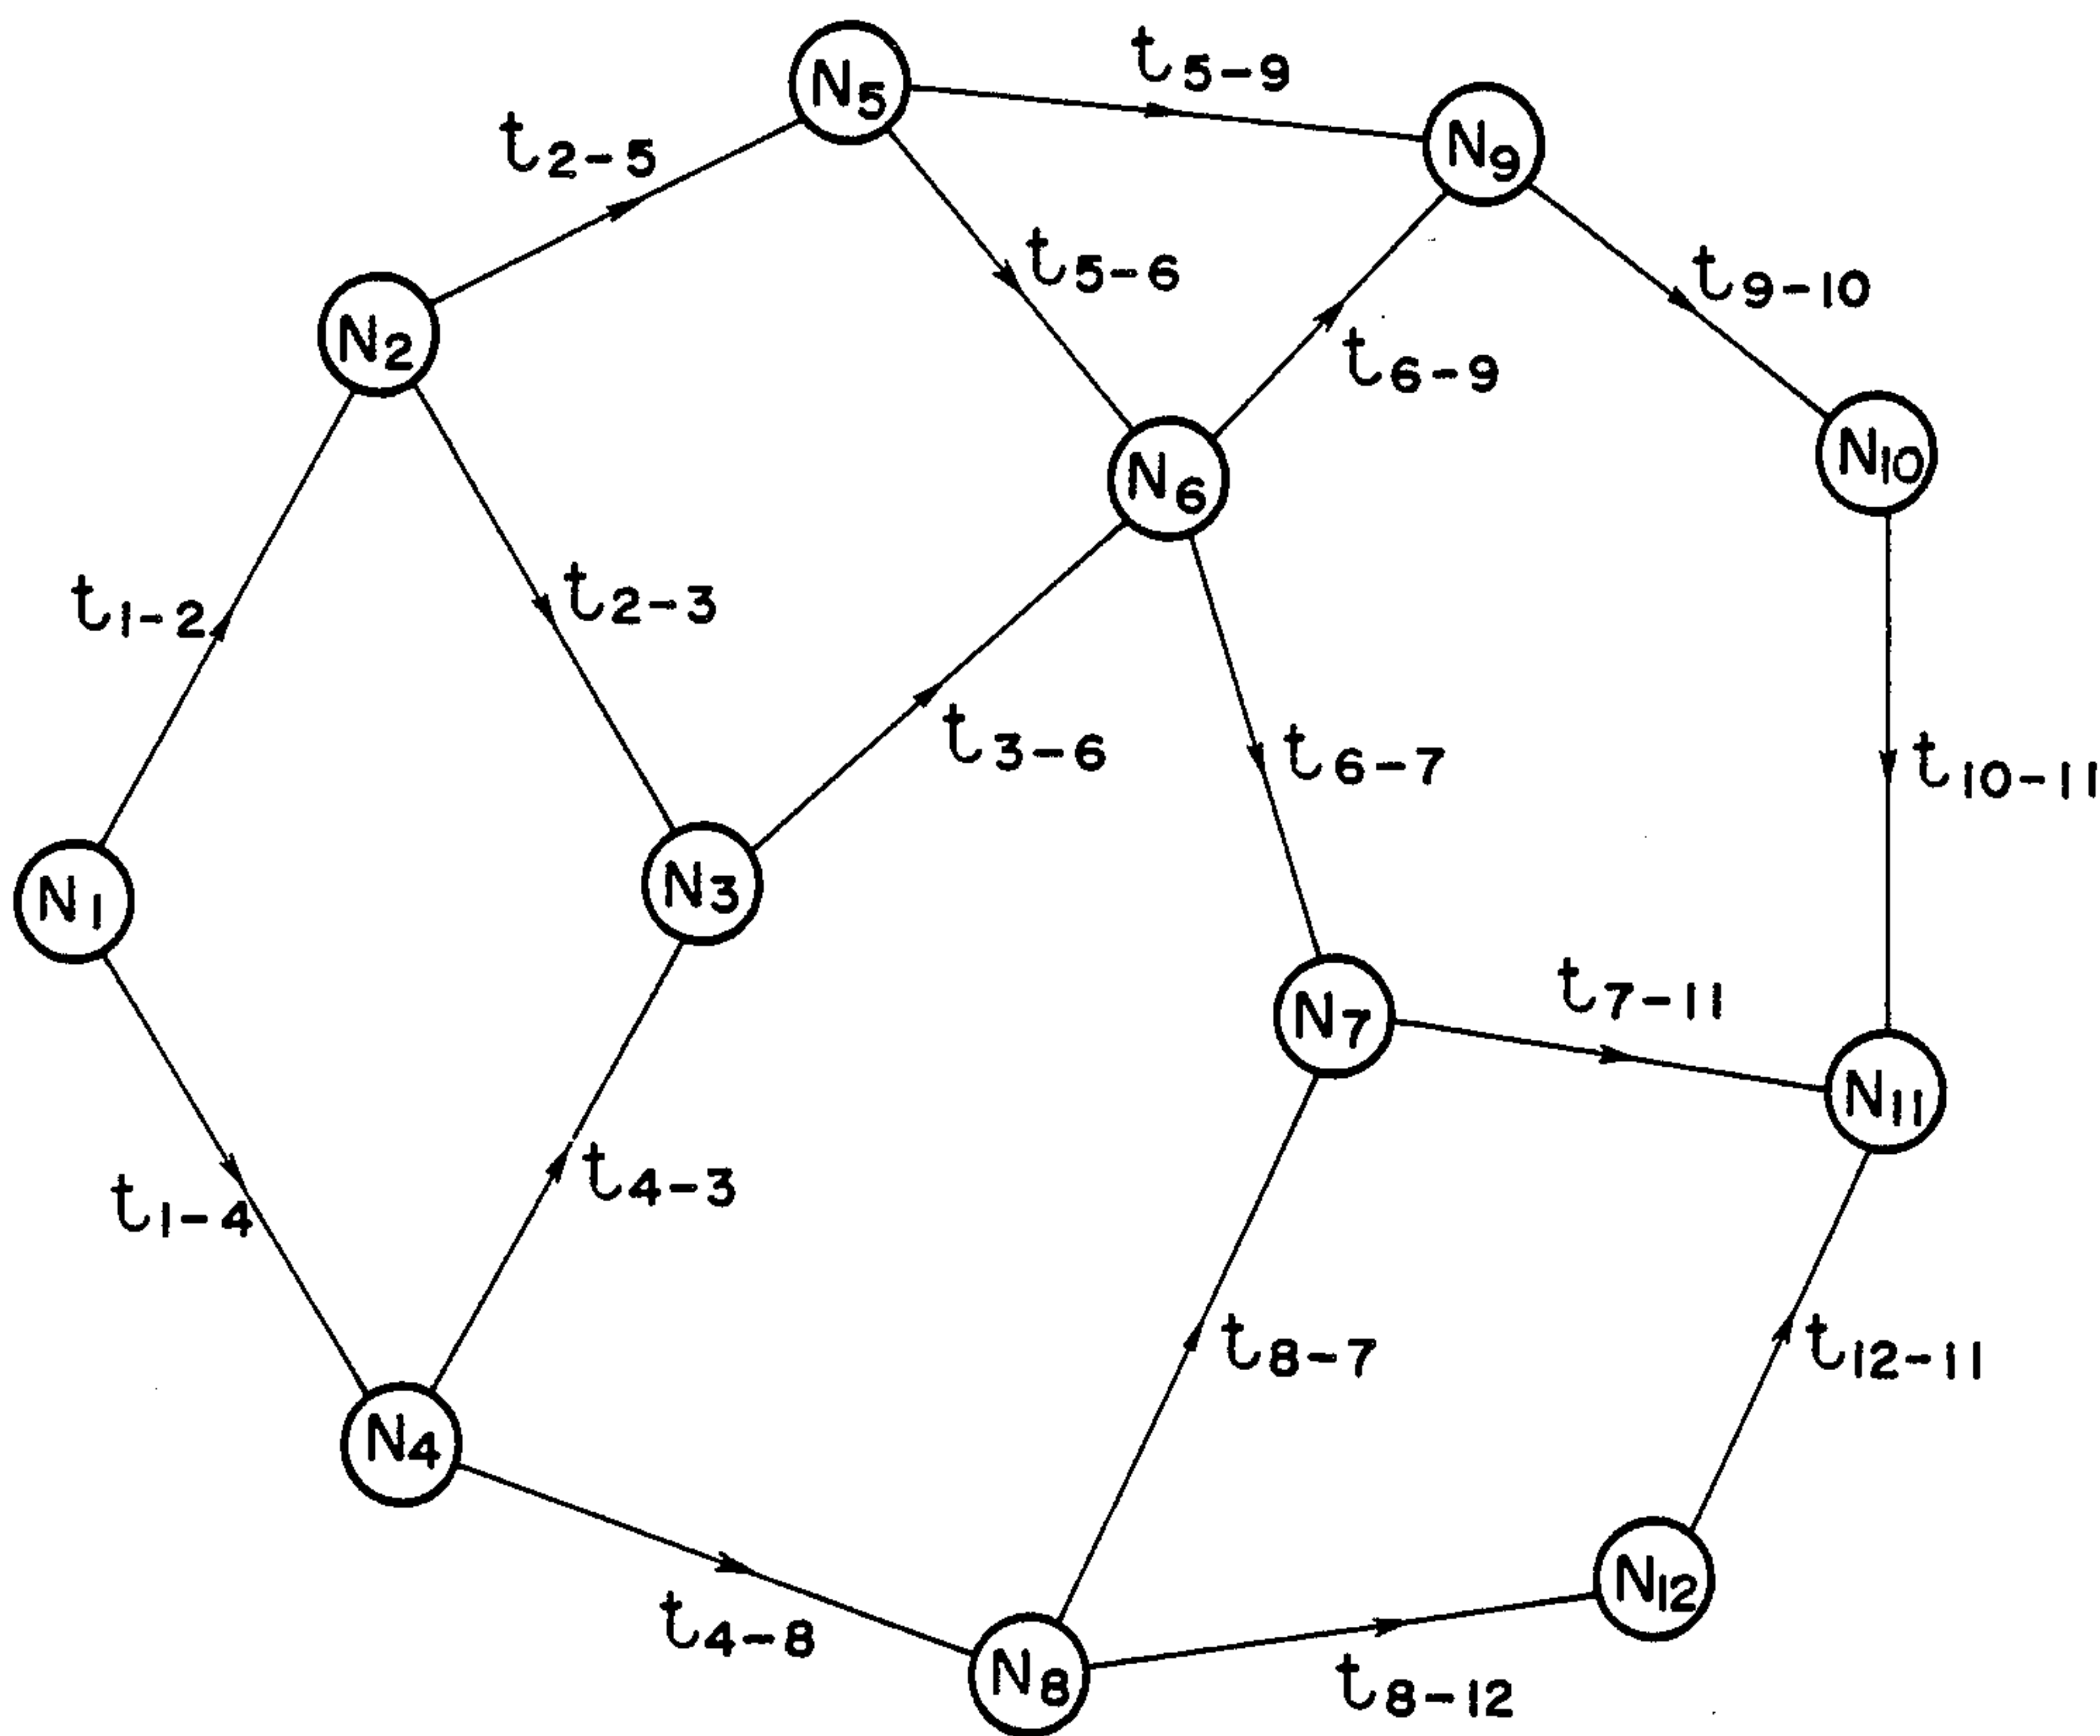 N5
t5-9
N9
t2-5
t5-6
t9-10
N2
t6-9
N10
N6
t1-2
t2-3
t3-6
t6-7
t10-11
N1
N3
t7-11
N7
N11
t1-4
t4-3
N4
t8-7
t12-11
t4-8
N12
N8
t8-12